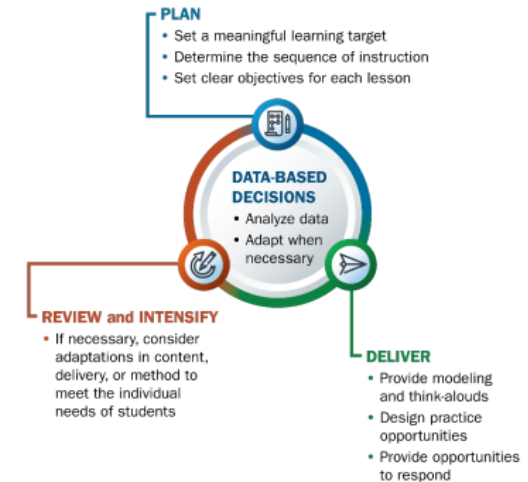 PLAN
• Set a meaningful learning target
• Determine the sequence of instruction
• Set clear objectives for each lesson
DATA-BASED
DECISIONS
• Analyze data
• Adapt when
necessary
REVIEW and INTENSIFY
• If necessary, consider
adaptations in content,
delivery, or method to
meet the individual
needs of students
DELIVER
• Provide modeling
and think-alouds
• Design practice
opportunities
• Provide opportunities
to respond